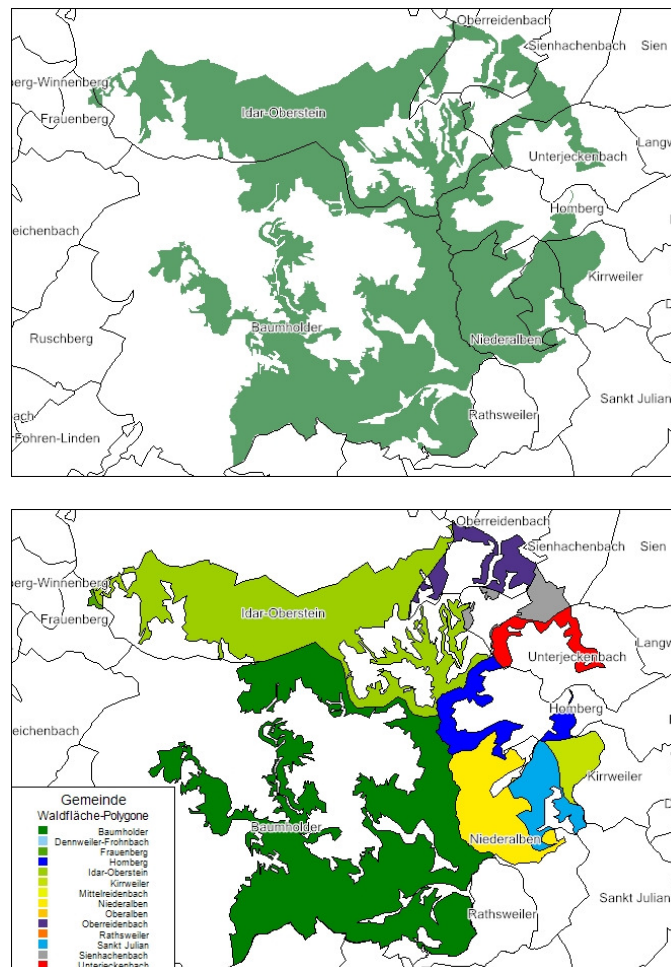 Oberreidenbach
Sienhachenbach
Sien
erg-Winnenberg
Idar-Oberstein
Frauenberg
Langw
Unterjeckenbach
Homberg
eichenbach
Kirrweiler
Baumholder
Ruschberg
Niederalben
Sankt Julian
ach
Rathsweiler
Fohren-Linden
Oberreidenbach
Sienhachenbach
Sien
erg-Winnenberg
Idar-Oberstein
Frauenberg
Langw
Unterjeckenbach
Homberg
eichenbach
Kirrweiler
Gemeinde
Waldfläche-Polygone
Baumholder
Dennweiler-Frohnbach
Frauenberg
Homberg
Idar-Oberstein
Kirrweiler
Mittelreidenbach
Niederalben
Oberalben
Oberreidenbach
Rathsweiler
Sankt Julian
Sienhachenbach
Unterjeckenbach
Baumholder
Niederalben
Sankt Julian
Rathsweiler